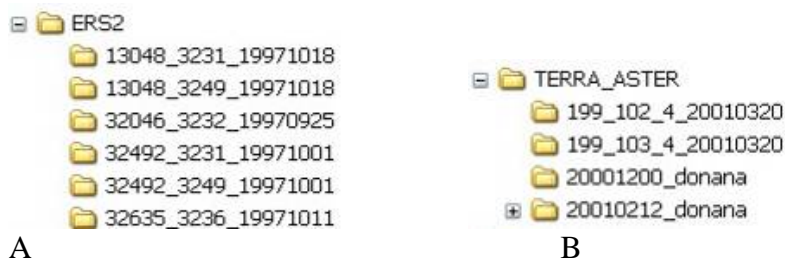 ERS2
13048_3231_19971018
13048_3249_19971018
32046_3232_19970925
32492_3231_19971001
32492_3249_19971001
32635_3236_19971011
A
TERRA_ASTER
199_102_4_20010320
199_103_4_20010320
20001200_donana
20010212_donana
B